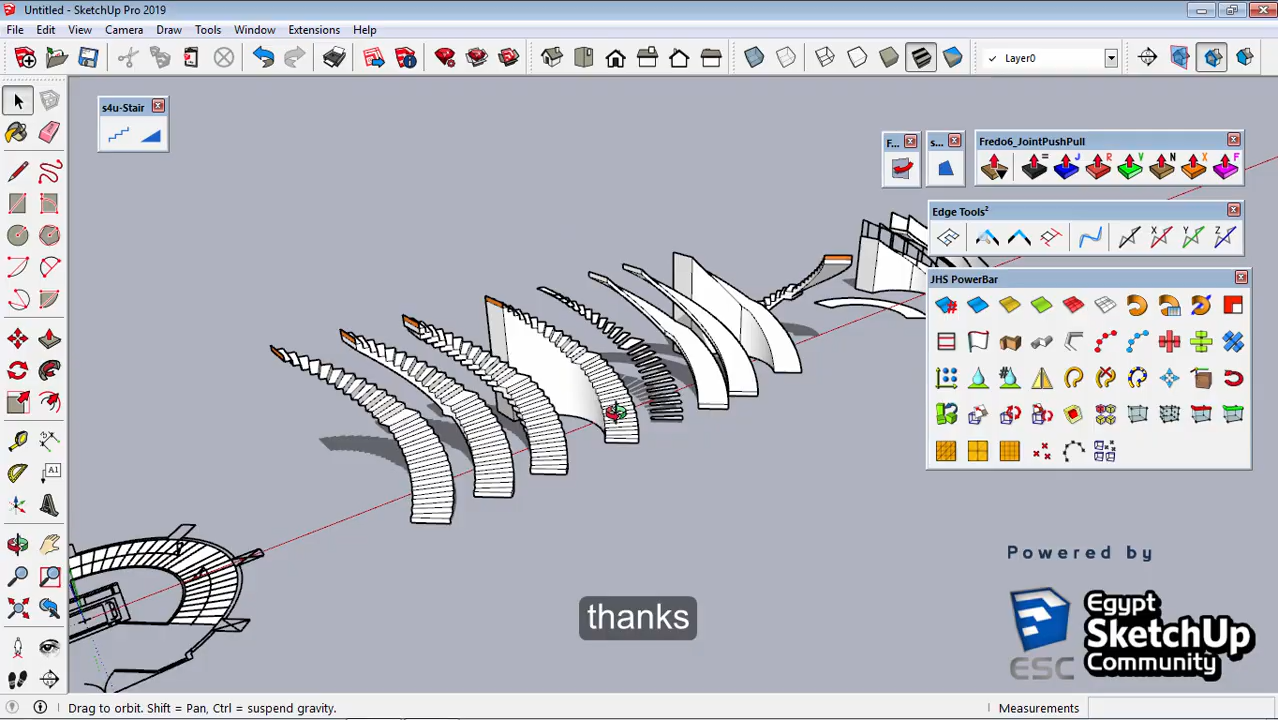 Untitled - SketchUp Pro 2019
File Edit View Camera Draw Tools Window Extensions Help
✓ Layer0
s4u-Stair
F...
s...
Fredo6_JointPushPull
= J R V N X F
Edge Tools²
X Y Z
JHS PowerBar
A1
thanks
Powered by
Egypt
SketchUp
Community
ESC
Drag to orbit. Shift = Pan, Ctrl = suspend gravity.
Measurements